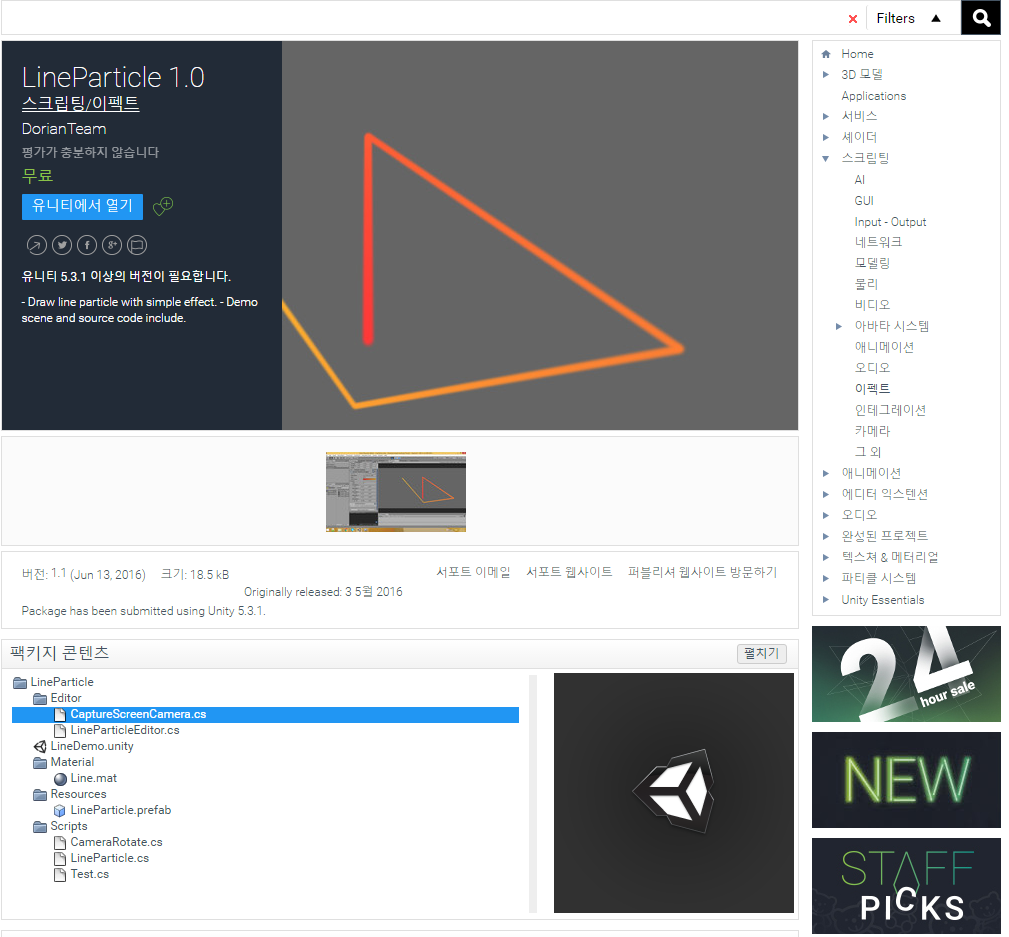 Filters
LineParticle 1.0
스크립팅/이펙트
DorianTeam
평가가 충분하지 않습니다
무료
유니티에서 열기
유니티 5.3.1 이상의 버전이 필요합니다.
- Draw line particle with simple effect. - Demo
scene and source code include.
버전: 1.1 (Jun 13, 2016) 크기: 18.5 kB
서포트 이메일 서포트 웹사이트 퍼블리셔 웹사이트 방문하기
Originally released: 3 5월 2016
Package has been submitted using Unity 5.3.1.
팩키지 콘텐츠
펼치기
LineParticle
Editor
CaptureScreenCamera.cs
LineParticleEditor.cs
LineDemo.unity
Material
Line.mat
Resources
LineParticle.prefab
Scripts
CameraRotate.cs
LineParticle.cs
Test.cs
Home
3D 모델
Applications
서비스
셰이더
스크립팅
AI
GUI
Input - Output
네트워크
모델링
물리
비디오
아바타 시스템
애니메이션
오디오
이펙트
인테그레이션
카메라
그 외
애니메이션
에디터 익스텐션
오디오
완성된 프로젝트
텍스쳐 & 메터리얼
파티클 시스템
Unity Essentials
24
hour sale
NEW
STAFF
PICKS